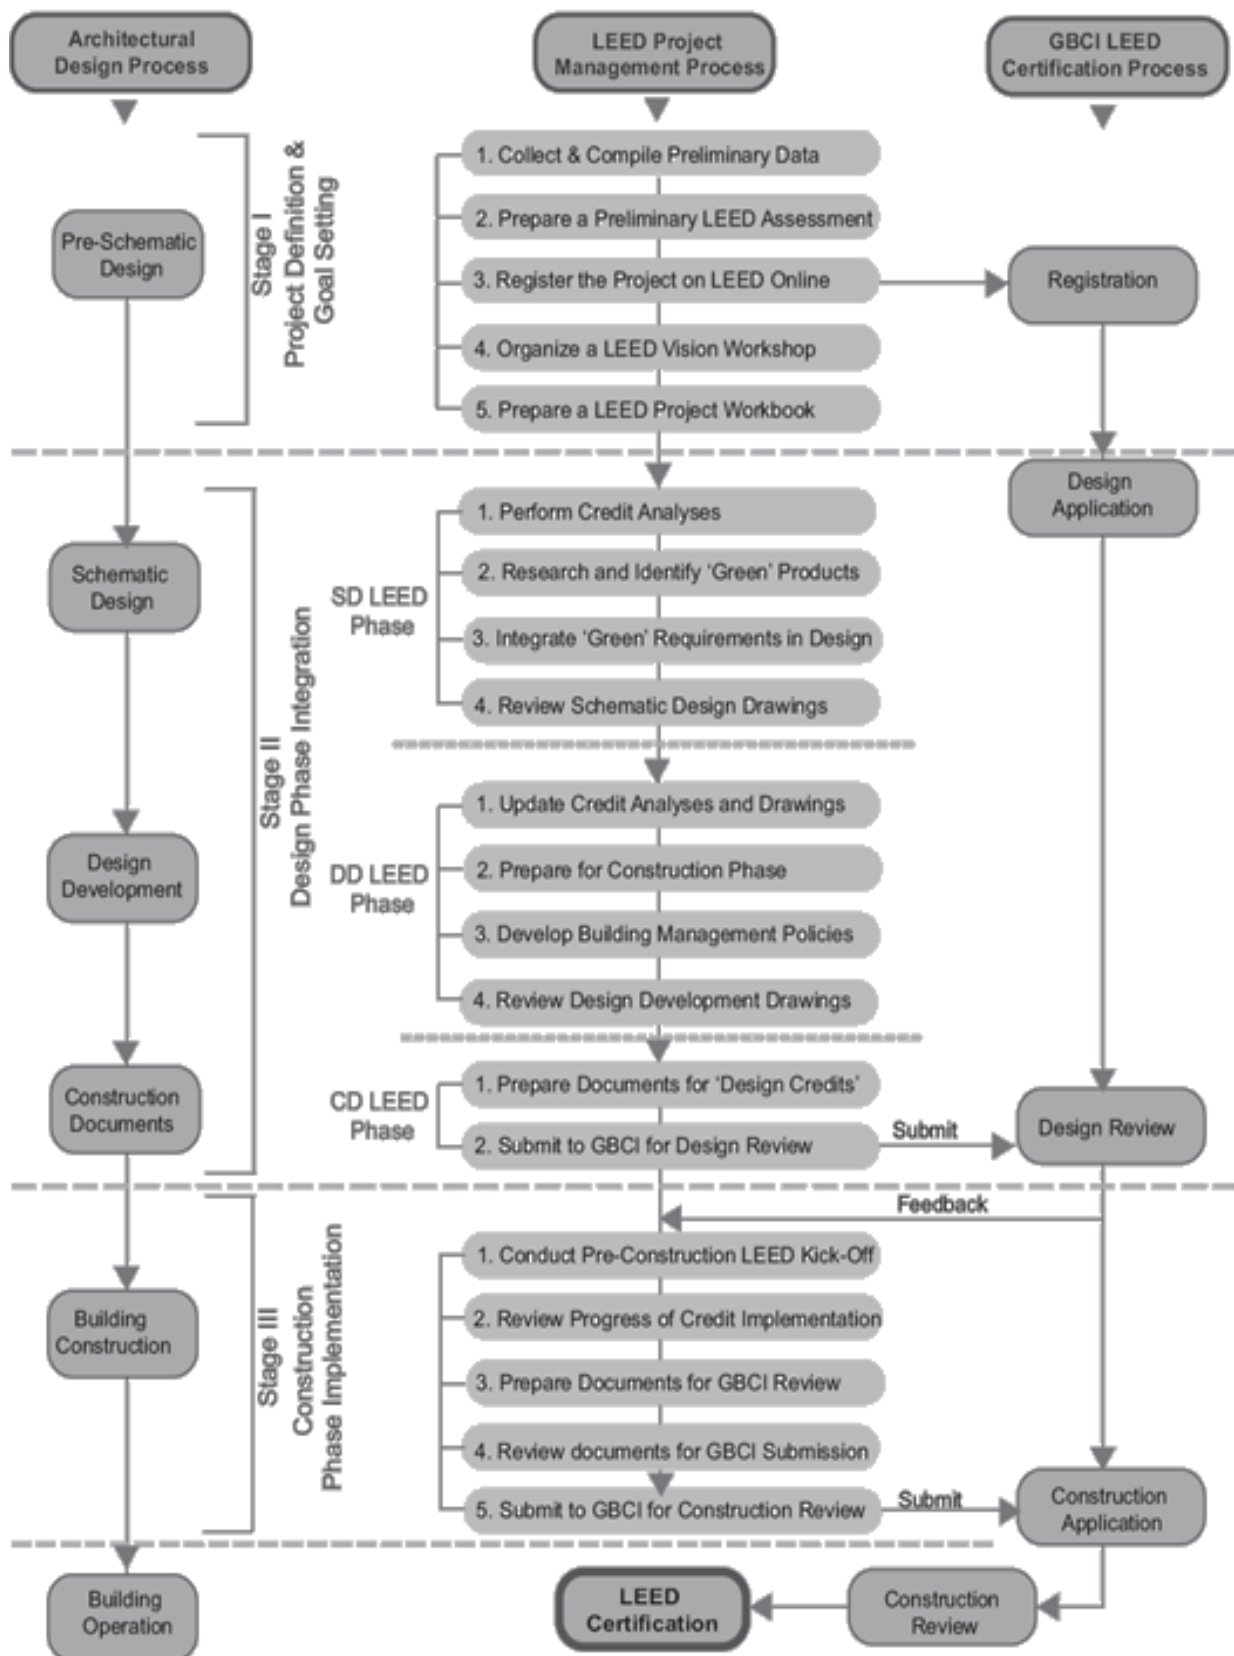 Architectural
Design Process
LEED Project
Management Process
GBCI LEED
Certification Process
Stage I
Project Definition &
Goal Setting
Pre-Schematic
Design
1. Collect & Compile Preliminary Data
2. Prepare a Preliminary LEED Assessment
3. Register the Project on LEED Online
4. Organize a LEED Vision Workshop
5. Prepare a LEED Project Workbook
Registration
Design
Application
Stage II
Design Phase Integration
Schematic
Design
SD LEED
Phase
1. Perform Credit Analyses
2. Research and Identify ‘Green’ Products
3. Integrate ‘Green’ Requirements in Design
4. Review Schematic Design Drawings
Design
Development
DD LEED
Phase
1. Update Credit Analyses and Drawings
2. Prepare for Construction Phase
3. Develop Building Management Policies
4. Review Design Development Drawings
Construction
Documents
CD LEED
Phase
1. Prepare Documents for ‘Design Credits’
2. Submit to GBCI for Design Review
Submit
Design Review
Feedback
Stage III
Construction
Phase Implementation
Building
Construction
1. Conduct Pre-Construction LEED Kick-Off
2. Review Progress of Credit Implementation
3. Prepare Documents for GBCI Review
4. Review documents for GBCI Submission
5. Submit to GBCI for Construction Review
Submit
Construction
Application
Building
Operation
LEED
Certification
Construction
Review